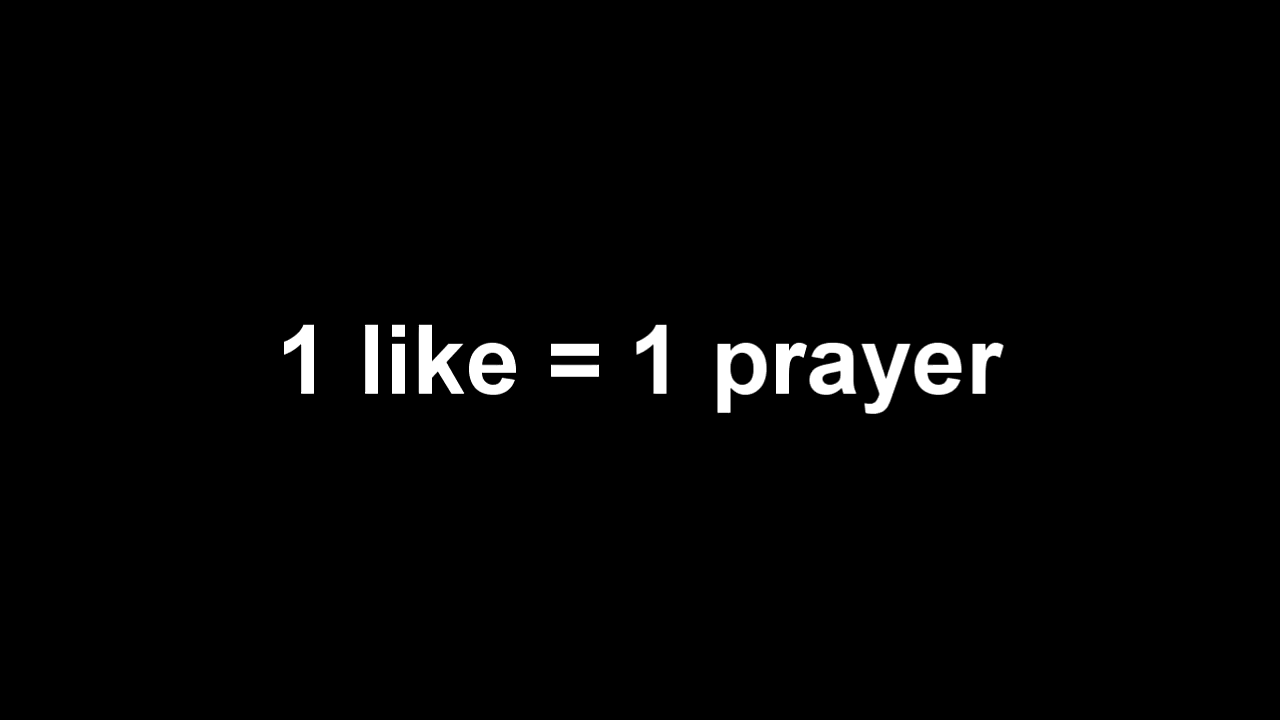 1 like = 1 prayer